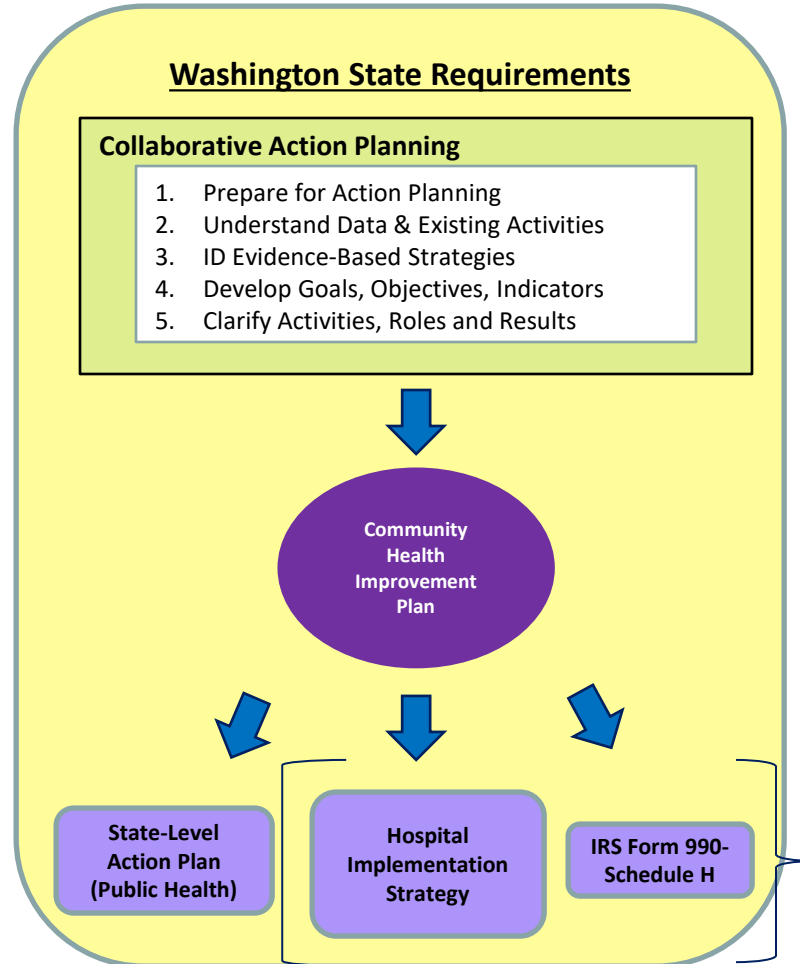 Washington State Requirements
Collaborative Action Planning
1. Prepare for Action Planning
2. Understand Data & Existing Activities
3. ID Evidence-Based Strategies
4. Develop Goals, Objectives, Indicators
5. Clarify Activities, Roles and Results
Community
Health
Improvement
Plan
State-Level
Action Plan
(Public Health)
Hospital
Implementation
Strategy
IRS Form 990-
Schedule H